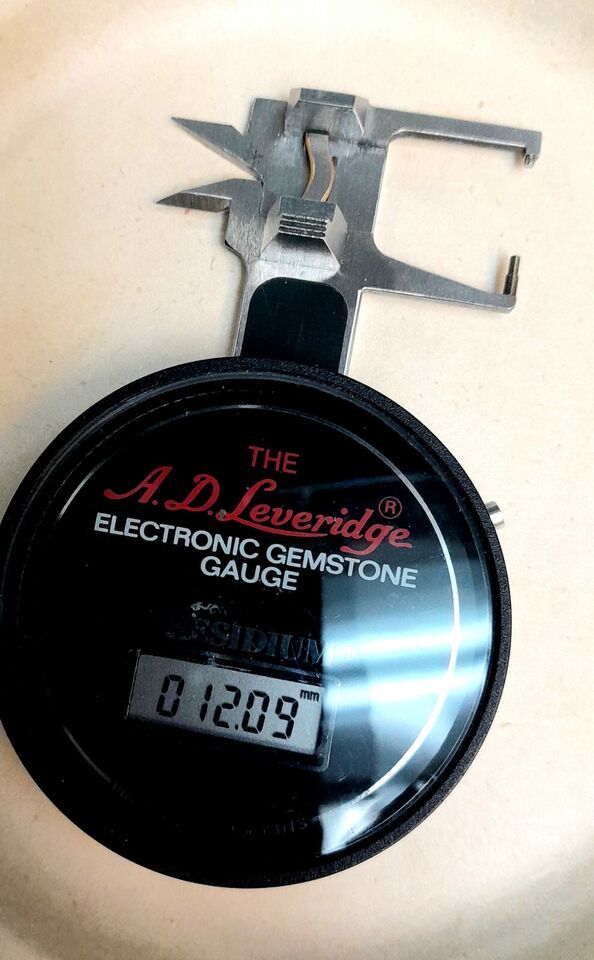 THE
A.D. Leveridge®
ELECTRONIC GEMSTONE
GAUGE
mm
012.09